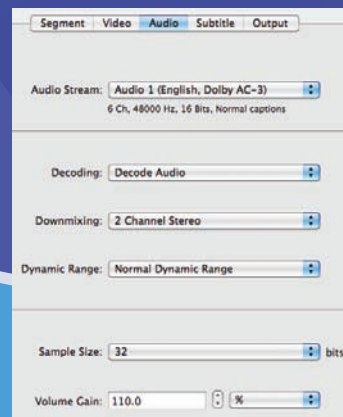 Segment Video Audio Subtitle Output
Audio Stream: Audio 1 (English, Dolby AC-3)
6 Ch, 48000 Hz, 16 Bits, Normal captions
Decoding: Decode Audio
Downmixing: 2 Channel Stereo
Dynamic Range: Normal Dynamic Range
Sample Size: 32 bits
Volume Gain: 110.0 %